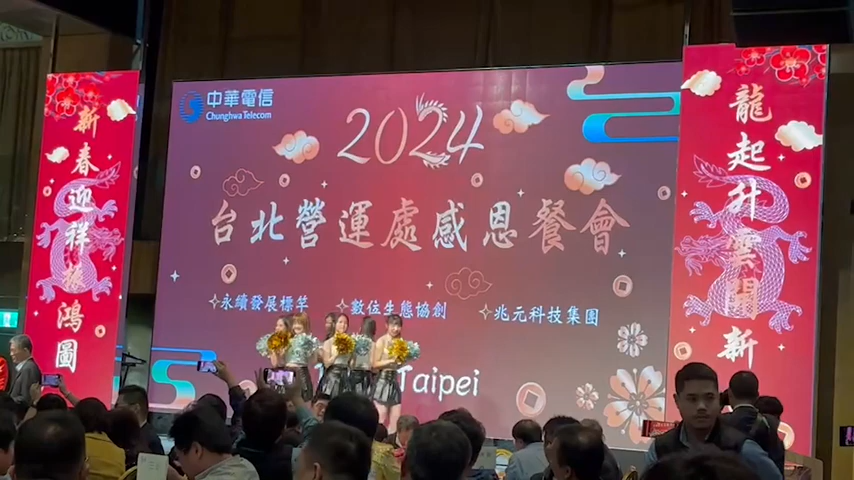 新春迎祥
鴻圖
中華電信
Chunghwa Telecom
2024
台北營運處感恩餐會
永續發展標竿 數位生態協創 兆元科技集團
Taipei
龍起升雲開新